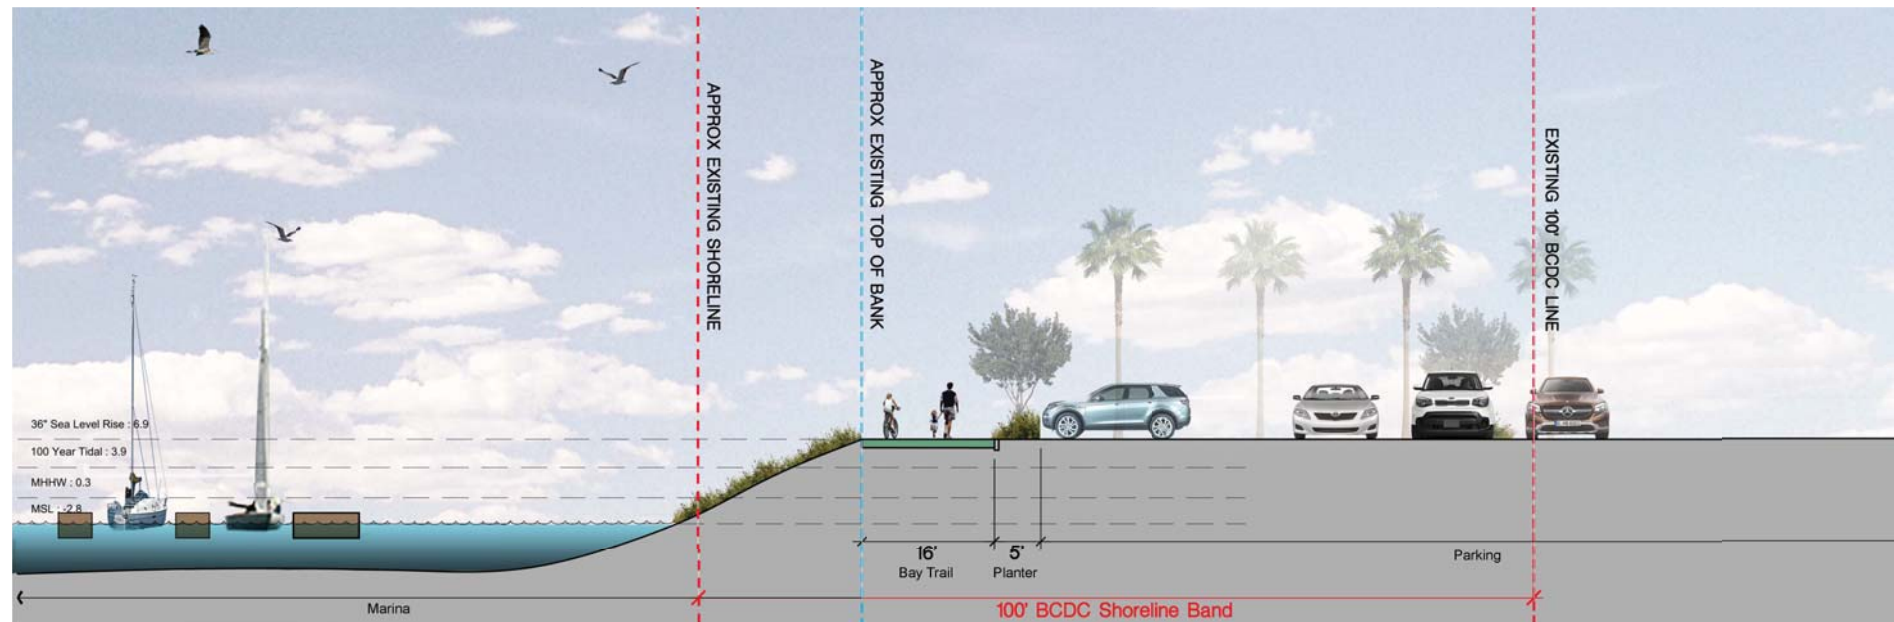 APPROX EXISTING SHORELINE
APPROX EXISTING TOP OF BANK
EXISTING 100' BCDC LINE
36" Sea Level Rise : 6.9
100 Year Tidal : 3.9
MHHW : 0.3
MSL : -2.8
16'
Bay Trail
5'
Planter
Parking
Marina
100' BCDC Shoreline Band